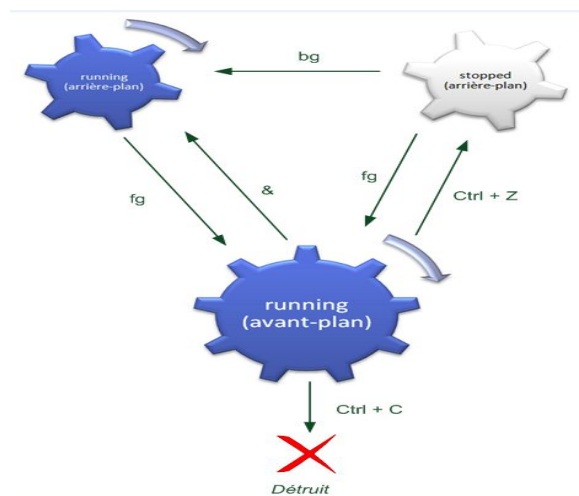 bg
running
(arrière-plan)
stopped
(arrière-plan)
fg
&
fg
Ctrl + Z
running
(avant-plan)
Ctrl + C
Détruit